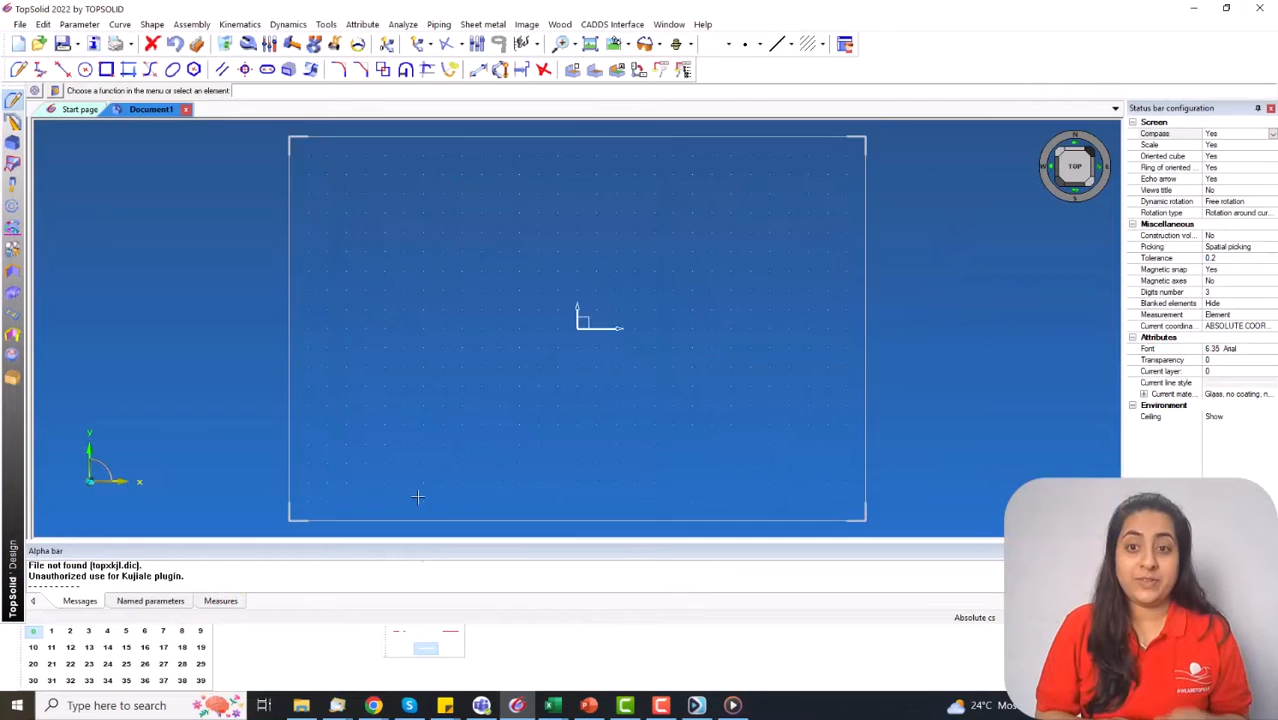 TopSolid 2022 by TOPSOLID
File Edit Parameter Curve Shape Assembly Kinematics Dynamics Tools Attribute Analyze Piping Sheet metal Image Wood CADDS Interface Window Help
Choose a function in the menu or select an element:
Start page Document1
Status bar configuration
Screen
Compass Yes
Scale Yes
Oriented cube Yes
Ring of oriented ... Yes
Echo arrow Yes
Views title No
Dynamic rotation Free rotation
Rotation type Rotation around cur...
Miscellaneous
Construction vol... No
Picking Spatial picking
Tolerance 0.2
Magnetic snap Yes
Magnetic axes No
Digits number 3
Blanked elements Hide
Measurement Element
Current coordina... ABSOLUTE COOR...
Attributes
Font 6.35 Arial
Transparency 0
Current layer: 0
Current line style
Current mate... Glass, no coating, n...
Environment
Ceiling Show
N
W TOP
S
y
x
TopSolid'Design
Alpha bar
File not found (topxkjl.dic).
Unauthorized use for Kujiale plugin.
----------
Messages Named parameters Measures
Absolute cs
0 1 2 3 4 5 6 7 8 9
10 11 12 13 14 15 16 17 18 19
20 21 22 23 24 25 26 27 28 29
30 31 32 33 34 35 36 37 38 39
#WEARETOPSO
Type here to search
24°C Mos